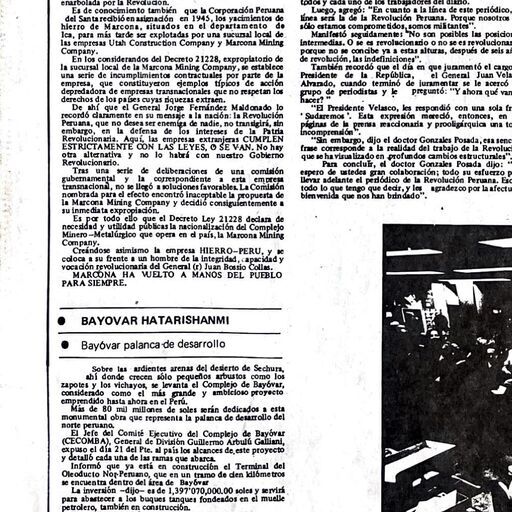 enarbolada por la Revolución.
Es de conocimiento también que la Corporación Peruana
del Santa recibió en asignación en 1945, los yacimientos de
hierro de Marcona, situados en el departamento de
Ica, para más tarde ser explotadas por una sucursal local de
las empresas Utah Construction Company y Marcona Mining
Company.
En los considerandos del Decreto 21228, expropiatorio de
la sucursal local de la Marcona Mining Company, se establece
una serie de incumplimientos contractuales por parte de la
empresa, que constituyeron ejemplos típicos de acción
depredadora de empresas transnacionales que no respetan los
derechos de los países cuyas riquezas extraen.
De ahí que el General Jorge Fernández Maldonado lo
recordó claramente en su mensaje a la nación: la Revolución
Peruana, que no desea ser enemiga de nadie, no transigirá, sin
embargo, en la defensa de los intereses de la Patria
Revolucionaria. Aquí, las empresas extranjeras CUMPLEN
ESTRICTAMENTE CON LAS LEYES, O SE VAN. No hay
otra alternativa y no lo habrá con nuestro Gobierno
Revolucionario.
Tras una serie de deliberaciones de una comisión
gubernamental y la correspondiente a esta empresa
transnacional, no se llegó a soluciones favorables. La Comisión
nombrada para el efecto encontró inaceptable la propuesta de
la Marcona Mining Company y decidió consiguientemente a
su inmediata expropiación.
Es por todo ello que el Decreto Ley 21228 declara de
necesidad y utilidad públicas la nacionalización del Complejo
Minero-Metalúrgico que opera en el país, la Marcona Mining
Company.
Creándose asimismo la empresa HIERRO-PERU, y se
coloca a su frente a un hombre de la integridad, capacidad y
vocación revolucionaria del General (r) Juan Bossio Collas.
MARCONA HA VUELTO A MANOS DEL PUEBLO
PARA SIEMPRE.
● BAYOVAR HATARISHANMI
● Bayóvar palanca de desarrollo
Sobre las ardientes arenas del desierto de Sechura,
ahí donde crecen sólo pequeños arbustos como los
zapotes y los vichayos, se levanta el Complejo de Bayóvar,
considerado como el más grande y ambicioso proyecto
emprendido hasta ahora en el Perú.
Más de 80 mil millones de soles serán dedicados a esta
monumental obra que representa la palanca de desarrollo del
norte peruano.
El Jefe del Comité Ejecutivo del Complejo de Bayóvar
(CECOMBA), General de División Guillermo Arbulú Galliani,
expuso el día 21 del Pte. al país los alcances de este proyecto
y detalló cada una de las ramas que abarca.
Informó que ya está en construcción el Terminal del
Oleoducto Nor-Peruano, que en un tramo de cien kilómetros
se encuentra dentro del área de Bayóvar
La inversión -dijo- es de 1,397'070,000.00 soles y servirá
para abastecer a los buques tanques fondeados en el muelle
petrolero, también en construcción.
todos y cada uno de los trabajadores del diario.
Luego, agregó: "En cuanto a la línea de este periódico,
línea será la de la Revolución Peruana. Porque nosotros
sólo estamos comprometidos, somos militantes".
Manifestó seguidamente "No son posibles las posicion
intermedias. O se es revolucionario o no se es revolucionar
porque no se concibe ya a estas alturas, después de seis añ
de revolución, las indefiniciones".
También recordó que el día en que juramentó el cargo
Presidente de la República, el General Juan Vela
Alvarado, cuando terminó de juramentar se le acercó
grupo de periodistas y le preguntó: "Y ahora qué van
hacer?"
"El Presidente Velasco, les respondió con una sola fr
'Sudaremos'. Esta expresión mereció, entonces, en
páginas de la prensa reaccionaria y prooligárquica una to
incomprensión".
"Sin embargo, dijo el doctor Gonzales Posada, esa senc
frase corresponde a la realidad del trabajo de la Revoluci
que se ha visualizado en profundos cambios estructurales".
Para concluir, el doctor Gonzales Posada dijo:
espero de ustedes gran colaboración; todo su esfuerzo p
llevar adelante el periódico de la Revolución Peruana. Esc
todo lo que tengo que decir, y les agradezco por la afectu
bienvenida que nos han brindado".